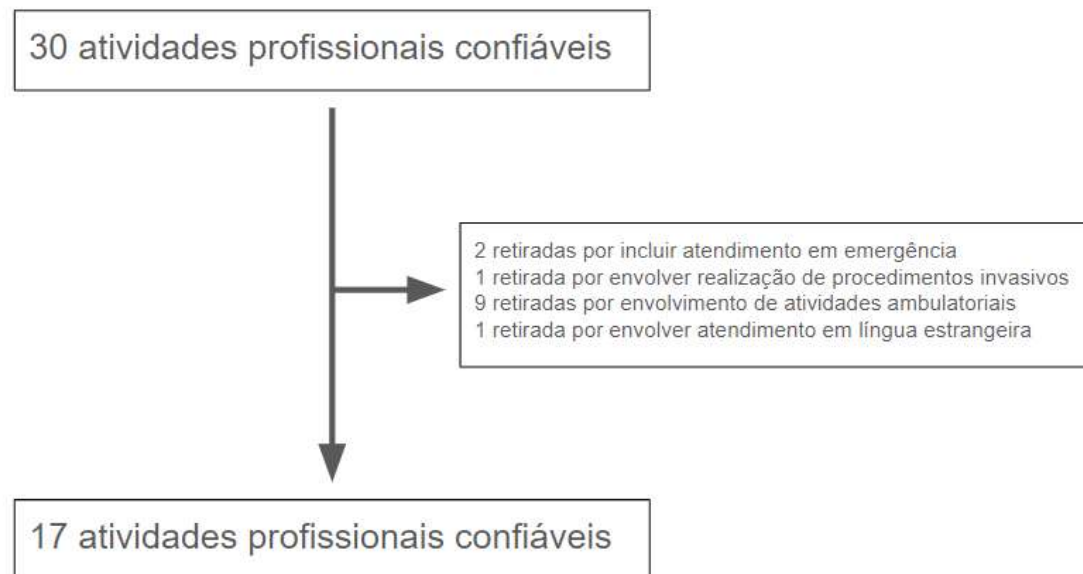 30 atividades profissionais confiáveis
2 retiradas por incluir atendimento em emergência
1 retirada por envolver realização de procedimentos invasivos
9 retiradas por envolvimento de atividades ambulatoriais
1 retirada por envolver atendimento em língua estrangeira
17 atividades profissionais confiáveis